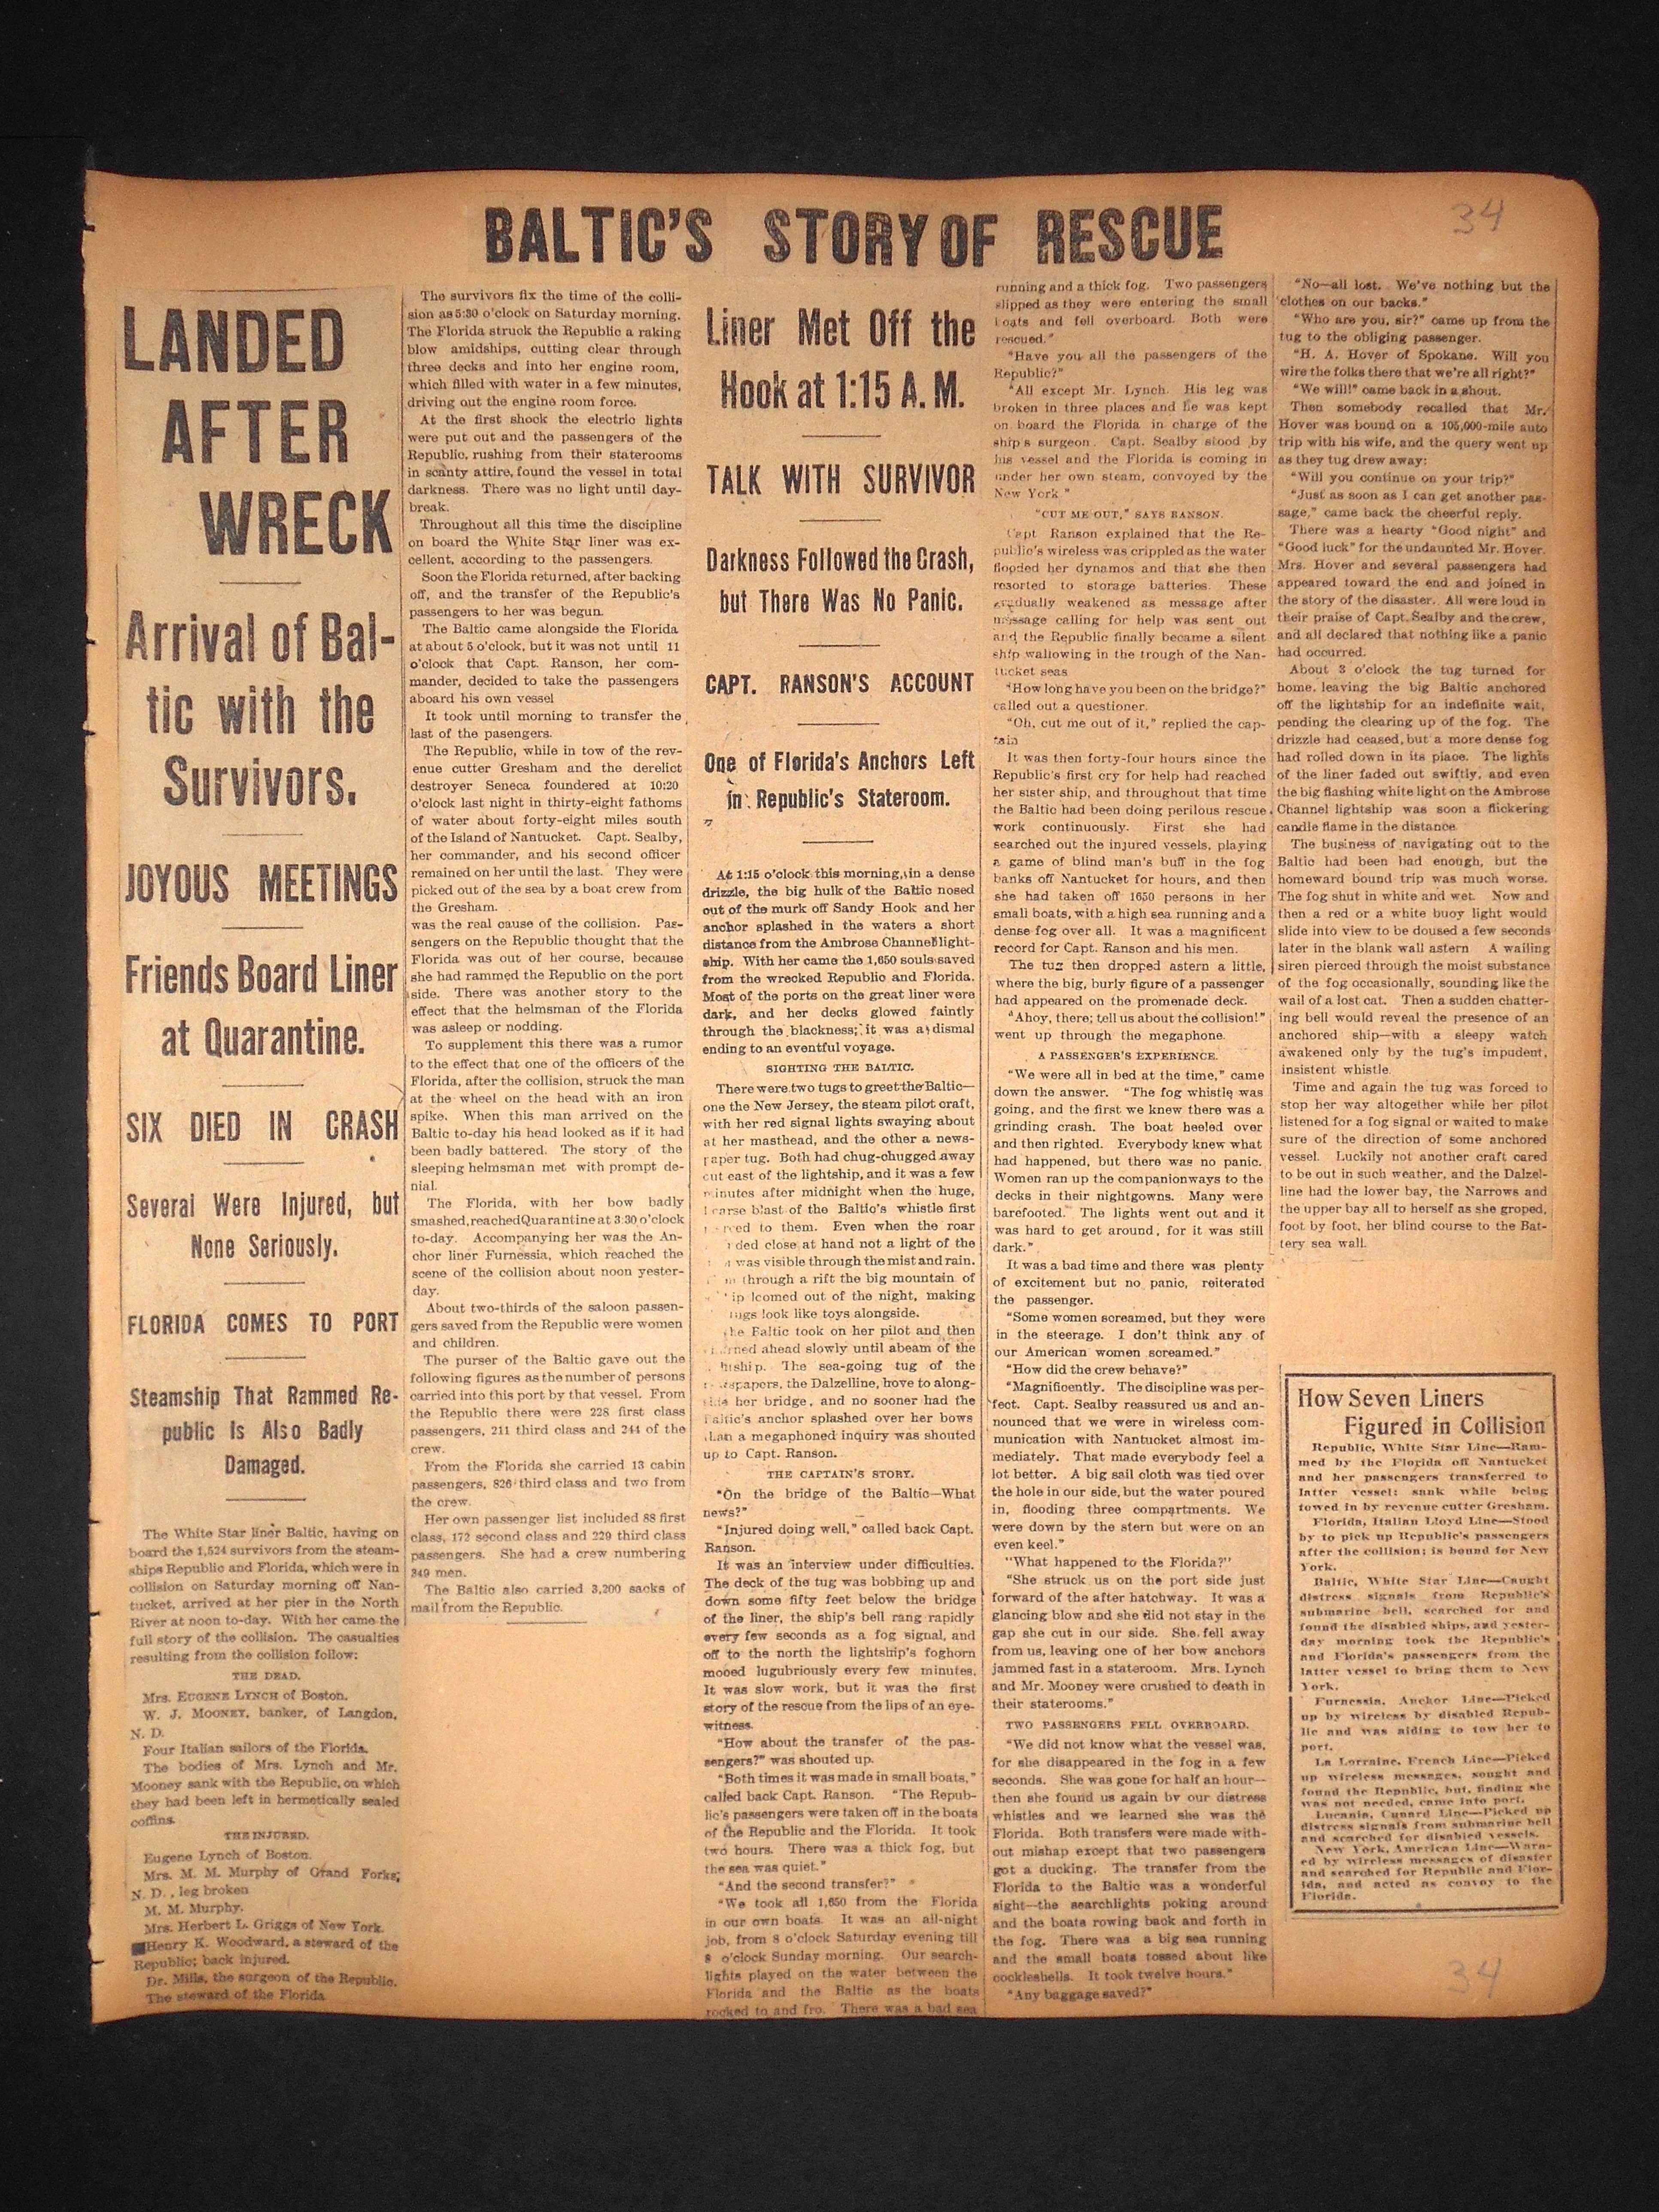 BALTIC'S STORY OF RESCUE
34
LANDED
AFTER
WRECK
Arrival of Bal-
tic with the
Survivors.
JOYOUS MEETINGS
Friends Board Liner
at Quarantine.
SIX DIED IN CRASH
Several Were Injured, but
None Seriously.
FLORIDA COMES TO PORT
Steamship That Rammed Re-
public Is Also Badly
Damaged.
The White Star liner Baltic, having on
board the 1,524 survivors from the steam-
ships Republic and Florida, which were in
collision on Saturday morning off Nan-
tucket, arrived at her pier in the North
River at noon to-day. With her came the
full story of the collision. The casualties
resulting from the collision follow:
THE DEAD.
Mrs. EUGENE LYNCH of Boston.
W. J. MOONEY, banker, of Langdon,
N. D.
Four Italian sailors of the Florida.
The bodies of Mrs. Lynch and Mr.
Mooney sank with the Republic, on which
they had been left in hermetically sealed
coffins.
THE INJURED.
Eugene Lynch of Boston.
Mrs. M. M. Murphy of Grand Forks,
N. D., leg broken
M. M. Murphy.
Mrs. Herbert L. Griggs of New York.
Henry K. Woodward, a steward of the
Republic; back injured.
Dr. Mills, the surgeon of the Republic.
The steward of the Florida
The survivors fix the time of the colli-
sion as 5:30 o'clock on Saturday morning.
The Florida struck the Republic a raking
blow amidships, cutting clear through
three decks and into her engine room,
which filled with water in a few minutes,
driving out the engine room force.
At the first shock the electric lights
were put out and the passengers of the
Republic, rushing from their staterooms
in scanty attire, found the vessel in total
darkness. There was no light until day-
break.
Throughout all this time the discipline
on board the White Star liner was ex-
cellent, according to the passengers.
Soon the Florida returned, after backing
off, and the transfer of the Republic's
passengers to her was begun.
The Baltic came alongside the Florida
at about 5 o'clock, but it was not until 11
o'clock that Capt. Ranson, her com-
mander, decided to take the passengers
aboard his own vessel
It took until morning to transfer the
last of the pasengers.
The Republic, while in tow of the rev-
enue cutter Gresham and the derelict
destroyer Seneca foundered at 10:20
o'clock last night in thirty-eight fathoms
of water about forty-eight miles south
of the Island of Nantucket. Capt. Sealby,
her commander, and his second officer
remained on her until the last. They were
picked out of the sea by a boat crew from
the Gresham.
was the real cause of the collision. Pas-
sengers on the Republic thought that the
Florida was out of her course, because
she had rammed the Republic on the port
side. There was another story to the
effect that the helmsman of the Florida
was asleep or nodding.
To supplement this there was a rumor
to the effect that one of the officers of the
Florida, after the collision, struck the man
at the wheel on the head with an iron
spike. When this man arrived on the
Baltic to-day his head looked as if it had
been badly battered. The story of the
sleeping helmsman met with prompt de-
nial.
The Florida, with her bow badly
smashed, reached Quarantine at 3:30 o'clock
to-day. Accompanying her was the An-
chor liner Furnessia, which reached the
scene of the collision about noon yester-
day.
About two-thirds of the saloon passen-
gers saved from the Republic were women
and children.
The purser of the Baltic gave out the
following figures as the number of persons
carried into this port by that vessel. From
the Republic there were 228 first class
passengers, 211 third class and 244 of the
crew.
From the Florida she carried 13 cabin
passengers, 826 third class and two from
the crew.
Her own passenger list included 88 first
class, 172 second class and 229 third class
passengers. She had a crew numbering
349 men.
The Baltic also carried 3,200 sacks of
mail from the Republic.
Liner Met Off the
Hook at 1:15 A. M.
TALK WITH SURVIVOR
Darkness Followed the Crash,
but There Was No Panic.
CAPT. RANSON'S ACCOUNT
One of Florida's Anchors Left
in Republic's Stateroom.
At 1:15 o'clock this morning, in a dense
drizzle, the big hulk of the Baltic nosed
out of the murk off Sandy Hook and her
anchor splashed in the waters a short
distance from the Ambrose Channel light-
ship. With her came the 1,650 souls saved
from the wrecked Republic and Florida.
Most of the ports on the great liner were
dark, and her decks glowed faintly
through the blackness; it was a dismal
ending to an eventful voyage.
SIGHTING THE BALTIC.
There were two tugs to greet the Baltic—
one the New Jersey, the steam pilot craft,
with her red signal lights swaying about
at her masthead, and the other a news-
paper tug. Both had chug-chugged away
out east of the lightship, and it was a few
minutes after midnight when the huge,
hoarse blast of the Baltic's whistle first
to them. Even when the roar
close at hand not a light of the
was visible through the mist and rain.
through a rift the big mountain of
loomed out of the night, making
look like toys alongside.
the Baltic took on her pilot and then
ahead slowly until abeam of the
The sea-going tug of the
newspapers, the Dalzelline, hove to along-
side her bridge, and no sooner had the
Baltic's anchor splashed over her bows
than a megaphoned inquiry was shouted
up to Capt. Ranson.
THE CAPTAIN'S STORY.
"On the bridge of the Baltic—What
news?"
"Injured doing well," called back Capt.
Ranson.
It was an interview under difficulties.
The deck of the tug was bobbing up and
down some fifty feet below the bridge
of the liner, the ship's bell rang rapidly
every few seconds as a fog signal, and
off to the north the lightship's foghorn
mooed lugubriously every few minutes.
It was slow work, but it was the first
story of the rescue from the lips of an eye-
witness.
"How about the transfer of the pas-
sengers?" was shouted up.
"Both times it was made in small boats,"
called back Capt. Ranson. "The Repub-
lic's passengers were taken off in the boats
of the Republic and the Florida. It took
two hours. There was a thick fog, but
the sea was quiet."
"And the second transfer?"
"We took all 1,650 from the Florida
in our own boats. It was an all-night
job, from 8 o'clock Saturday evening till
8 o'clock Sunday morning. Our search-
lights played on the water between the
Florida and the Baltic as the boats
rocked to and fro. There was a bad sea
running and a thick fog. Two passengers
slipped as they were entering the small
boats and fell overboard. Both were
rescued."
"Have you all the passengers of the
Republic?"
"All except Mr. Lynch. His leg was
broken in three places and he was kept
on board the Florida in charge of the
ship's surgeon. Capt. Sealby stood by
his vessel and the Florida is coming in
under her own steam, convoyed by the
New York."
"CUT ME OUT," SAYS RANSON.
Capt Ranson explained that the Re-
public's wireless was crippled as the water
flooded her dynamos and that she then
resorted to storage batteries. These
gradually weakened as message after
message calling for help was sent out
and the Republic finally became a silent
ship wallowing in the trough of the Nan-
tucket seas
"How long have you been on the bridge?"
called out a questioner.
"Oh, cut me out of it," replied the cap-
tain
It was then forty-four hours since the
Republic's first cry for help had reached
her sister ship, and throughout that time
the Baltic had been doing perilous rescue
work continuously. First she had
searched out the injured vessels, playing
a game of blind man's buff in the fog
banks off Nantucket for hours, and then
she had taken off 1650 persons in her
small boats, with a high sea running and a
dense fog over all. It was a magnificent
record for Capt. Ranson and his men.
The tug then dropped astern a little,
where the big, burly figure of a passenger
had appeared on the promenade deck.
"Ahoy, there; tell us about the collision!"
went up through the megaphone.
A PASSENGER'S EXPERIENCE.
"We were all in bed at the time," came
down the answer. "The fog whistle was
going, and the first we knew there was a
grinding crash. The boat heeled over
and then righted. Everybody knew what
had happened, but there was no panic.
Women ran up the companionways to the
decks in their nightgowns. Many were
barefooted. The lights went out and it
was hard to get around, for it was still
dark."
It was a bad time and there was plenty
of excitement but no panic, reiterated
the passenger.
"Some women screamed, but they were
in the steerage. I don't think any of
our American women screamed."
"How did the crew behave?"
"Magnificently. The discipline was per-
fect. Capt. Sealby reassured us and an-
nounced that we were in wireless com-
munication with Nantucket almost im-
mediately. That made everybody feel a
lot better. A big sail cloth was tied over
the hole in our side, but the water poured
in, flooding three compartments. We
were down by the stern but were on an
even keel."
"What happened to the Florida?"
"She struck us on the port side just
forward of the after hatchway. It was a
glancing blow and she did not stay in the
gap she cut in our side. She fell away
from us, leaving one of her bow anchors
jammed fast in a stateroom. Mrs. Lynch
and Mr. Mooney were crushed to death in
their staterooms."
TWO PASSENGERS FELL OVERBOARD.
"We did not know what the vessel was,
for she disappeared in the fog in a few
seconds. She was gone for half an hour—
then she found us again by our distress
whistles and we learned she was the
Florida. Both transfers were made with-
out mishap except that two passengers
got a ducking. The transfer from the
Florida to the Baltic was a wonderful
sight—the searchlights poking around
and the boats rowing back and forth in
the fog. There was a big sea running
and the small boats tossed about like
cockleshells. It took twelve hours."
"Any baggage saved?"
"No—all lost. We've nothing but the
clothes on our backs."
"Who are you, sir?" came up from the
tug to the obliging passenger.
"H. A. Hover of Spokane. Will you
wire the folks there that we're all right?"
"We will!" came back in a shout.
Then somebody recalled that Mr.
Hover was bound on a 105,000-mile auto
trip with his wife, and the query went up
as they tug drew away:
"Will you continue on your trip?"
"Just as soon as I can get another pas-
sage," came back the cheerful reply.
There was a hearty "Good night" and
"Good luck" for the undaunted Mr. Hover.
Mrs. Hover and several passengers had
appeared toward the end and joined in
the story of the disaster. All were loud in
their praise of Capt. Sealby and the crew,
and all declared that nothing like a panic
had occurred.
About 3 o'clock the tug turned for
home, leaving the big Baltic anchored
off the lightship for an indefinite wait,
pending the clearing up of the fog. The
drizzle had ceased, but a more dense fog
had rolled down in its place. The lights
of the liner faded out swiftly, and even
the big flashing white light on the Ambrose
Channel lightship was soon a flickering
candle flame in the distance.
The business of navigating out to the
Baltic had been bad enough, but the
homeward bound trip was much worse.
The fog shut in white and wet. Now and
then a red or a white buoy light would
slide into view to be doused a few seconds
later in the blank wall astern A wailing
siren pierced through the moist substance
of the fog occasionally, sounding like the
wail of a lost cat. Then a sudden chatter-
ing bell would reveal the presence of an
anchored ship—with a sleepy watch
awakened only by the tug's impudent,
insistent whistle.
Time and again the tug was forced to
stop her way altogether while her pilot
listened for a fog signal or waited to make
sure of the direction of some anchored
vessel. Luckily not another craft cared
to be out in such weather, and the Dalzel-
line had the lower bay, the Narrows and
the upper bay all to herself as she groped,
foot by foot, her blind course to the Bat-
tery sea wall.
How Seven Liners
Figured in Collision
Republic, White Star Line—Ram-
med by the Florida off Nantucket
and her passengers transferred to
latter vessel; sank while being
towed in by revenue cutter Gresham.
Florida, Italian Lloyd Line—Stood
by to pick up Republic's passengers
after the collision; is bound for New
York.
Baltic, White Star Line—Caught
distress signals from Republic's
submarine bell, searched for and
found the disabled ships, and yester-
day morning took the Republic's
and Florida's passengers from the
latter vessel to bring them to New
York.
Furnessia, Anchor Line—Picked
up by wireless by disabled Repub-
lic and was aiding to tow her to
port.
La Lorraine, French Line—Picked
up wireless messages, sought and
found the Republic, but, finding she
was not needed, came into port.
Lucania, Cunard Line—Picked up
distress signals from submarine bell
and searched for disabled vessels.
New York, American Line—Warn-
ed by wireless messages of disaster
and searched for Republic and Flor-
ida, and acted as convoy to the
Florida.
34